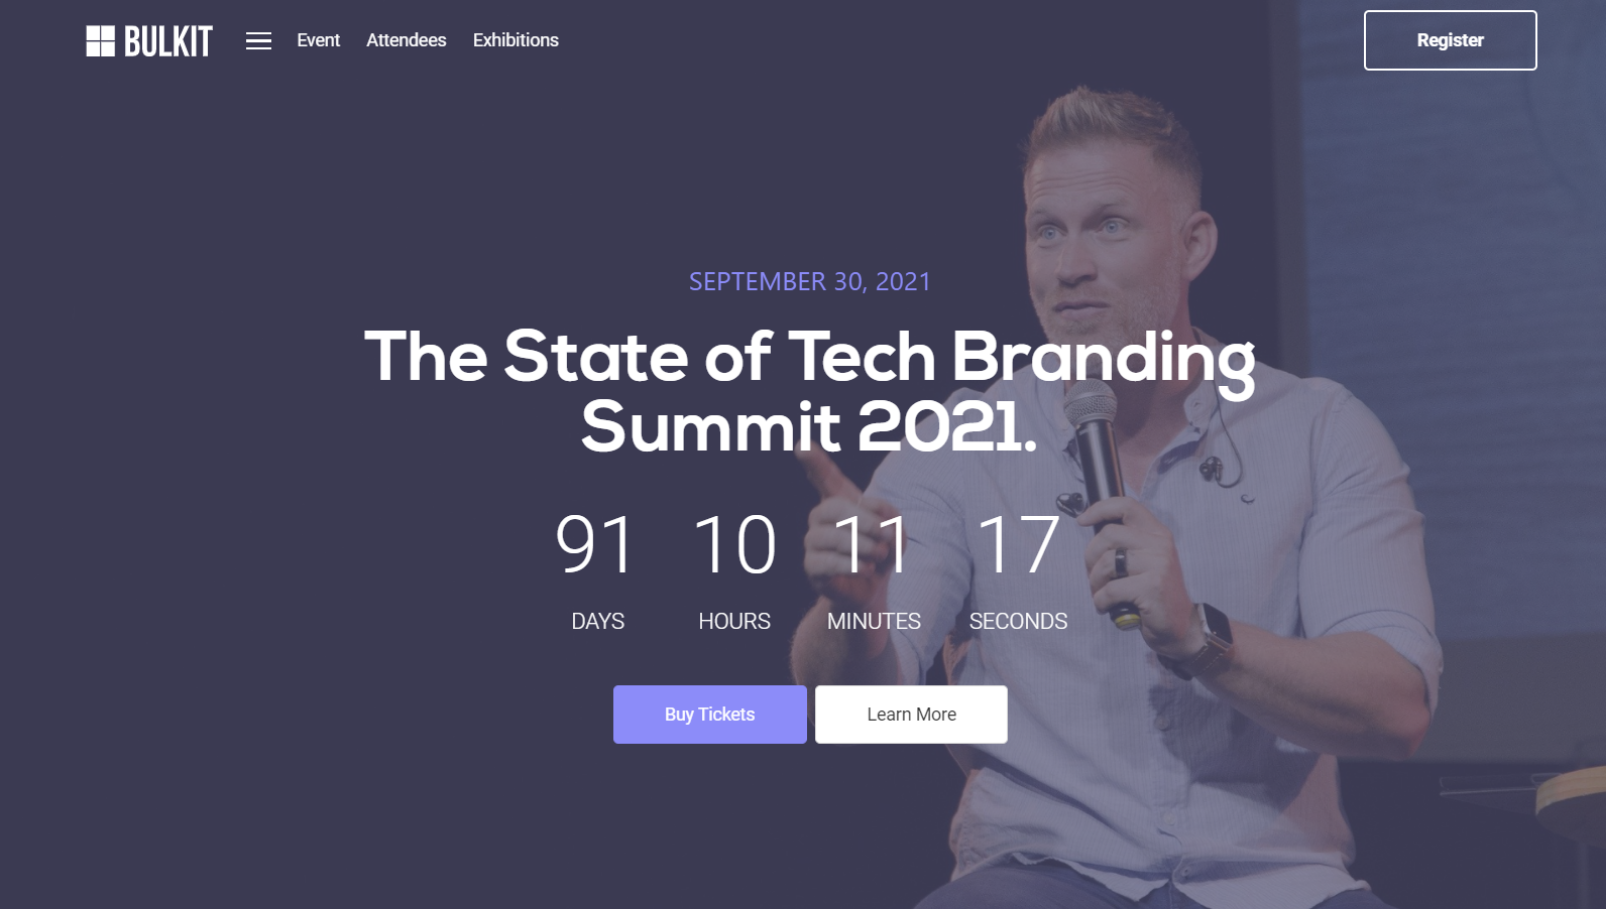 BULKIT
Event
Attendees
Exhibitions
Register
SEPTEMBER 30, 2021
The State of Tech Branding
Summit 2021.
91 10 11 17
DAYS HOURS MINUTES SECONDS
Buy Tickets
Learn More